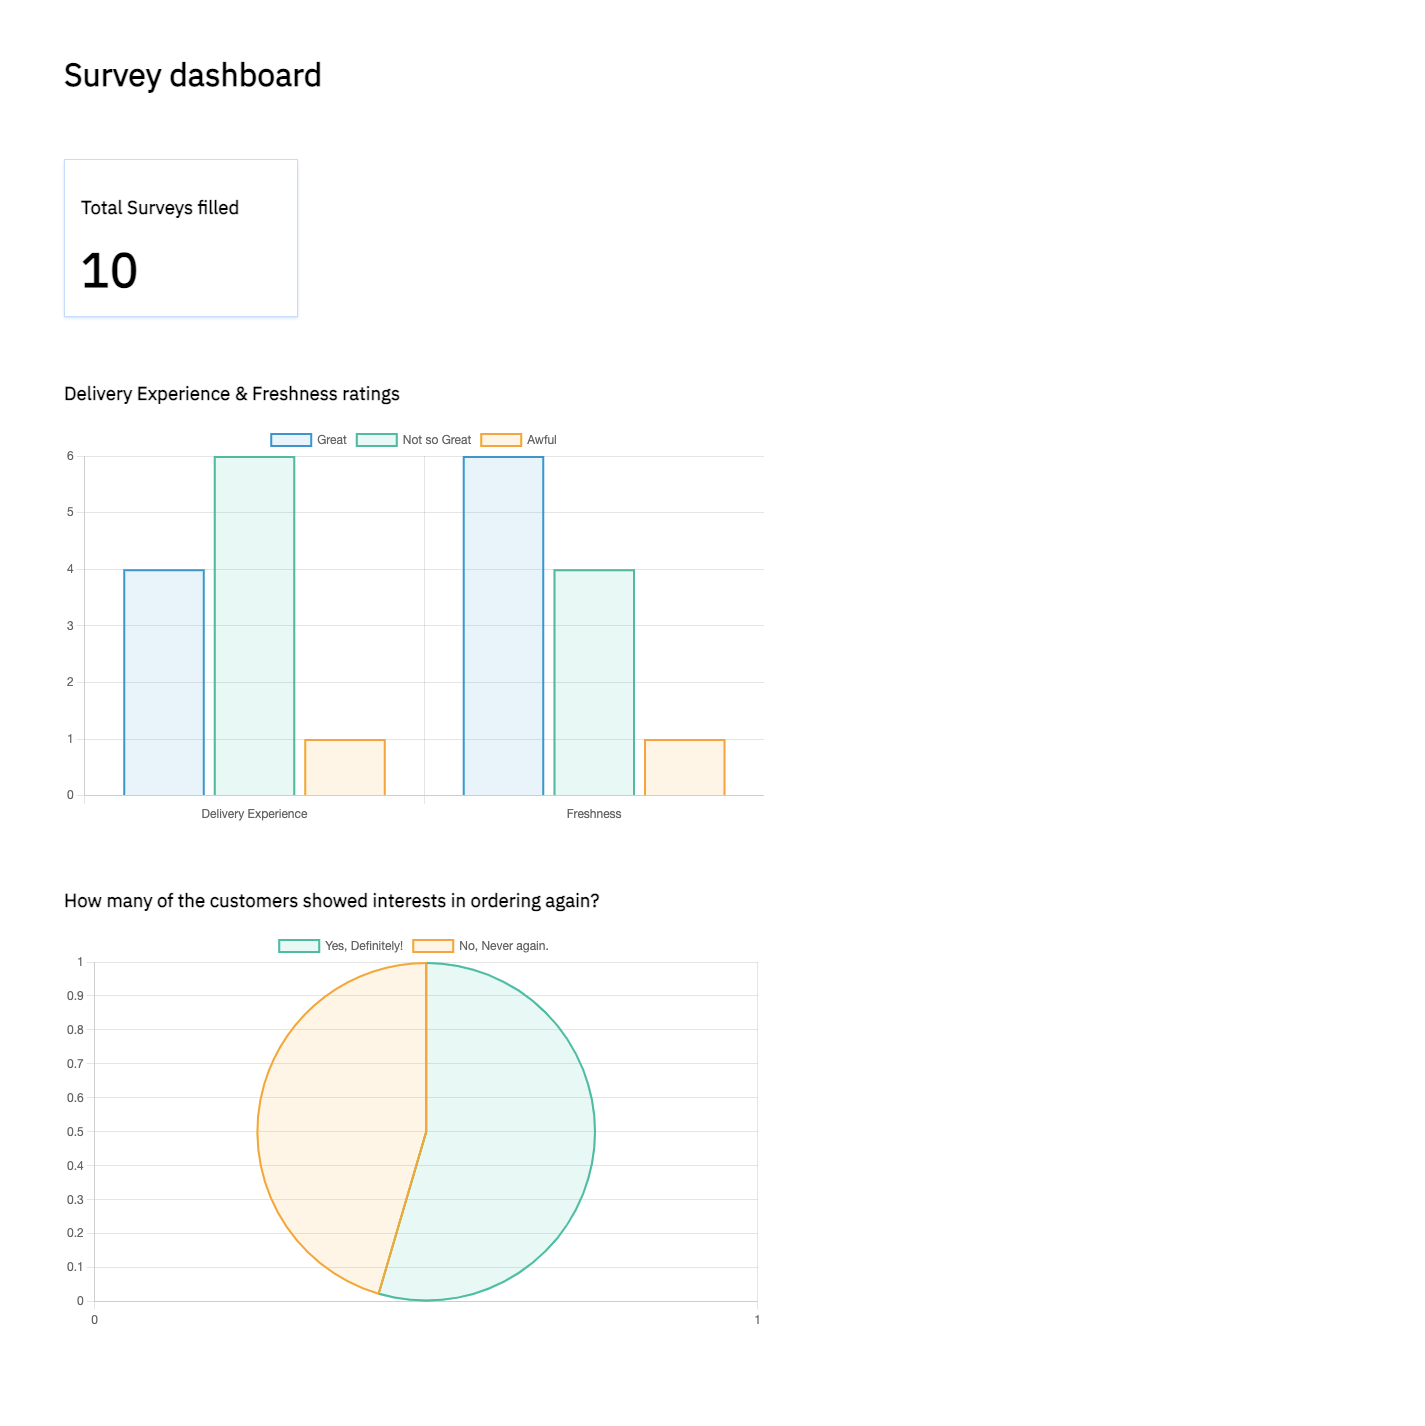 Survey dashboard
Total Surveys filled
10
Delivery Experience & Freshness ratings
Great Not so Great Awful
6
5
4
3
2
1
0
Delivery Experience Freshness
How many of the customers showed interests in ordering again?
Yes, Definitely! No, Never again.
1
0.9
0.8
0.7
0.6
0.5
0.4
0.3
0.2
0.1
0
0 1